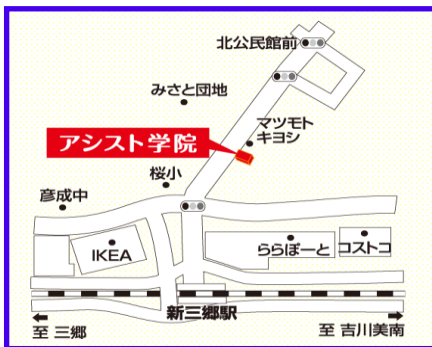 北公民館前
みさと団地
マツモト
キヨシ
アシスト学院
桜小
彦成中
IKEA
ららぽーと
コストコ
新三郷駅
至 三郷
至 吉川美南